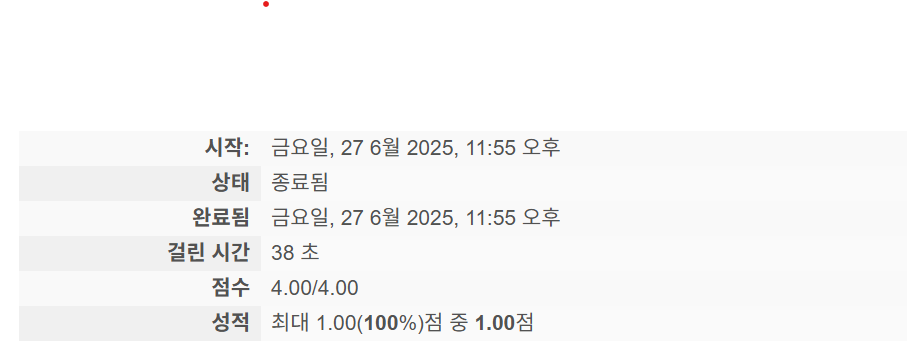 시작: 금요일, 27 6월 2025, 11:55 오후
상태 종료됨
완료됨 금요일, 27 6월 2025, 11:55 오후
걸린 시간 38 초
점수 4.00/4.00
성적 최대 1.00(100%)점 중 1.00점